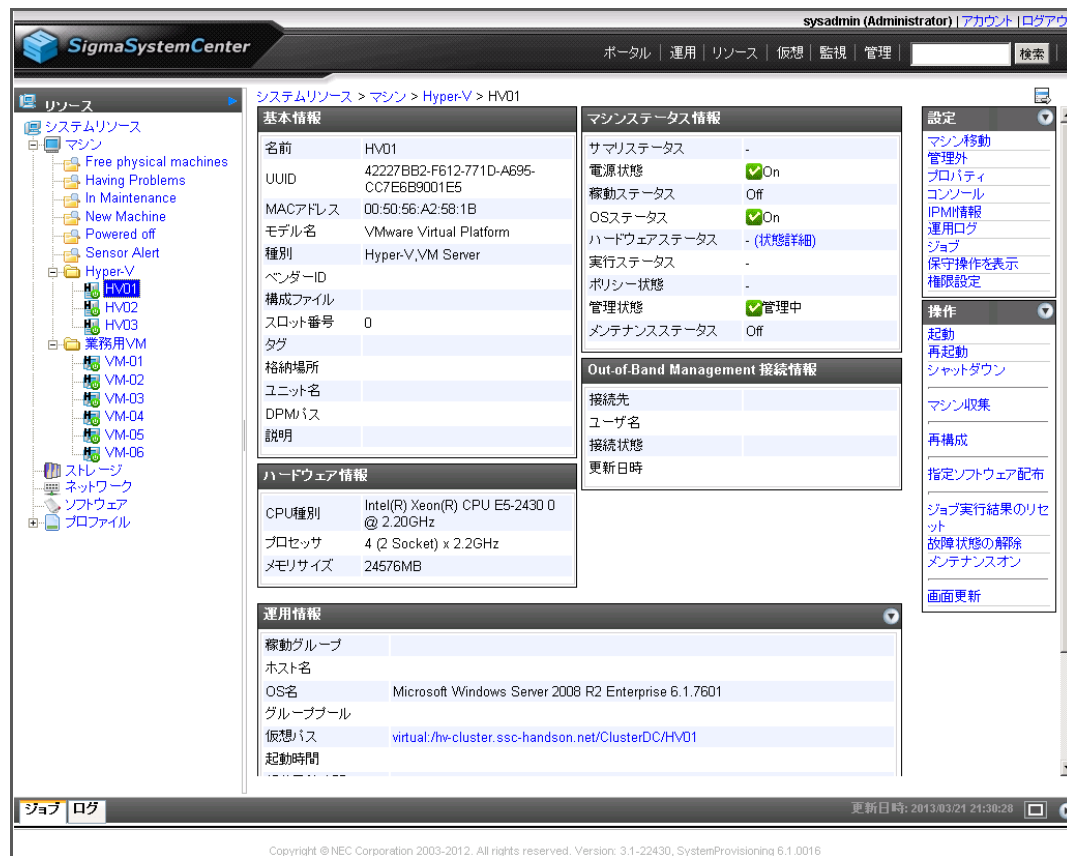 sysadmin (Administrator) | アカウント | ログアウ
SigmaSystemCenter
ポータル | 運用 | リソース | 仮想 | 監視 | 管理 |
検索
リソース
システムリソース
マシン
Free physical machines
Having Problems
In Maintenance
New Machine
Powered off
Sensor Alert
Hyper-V
HV01
HV02
HV03
業務用VM
VM-01
VM-02
VM-03
VM-04
VM-05
VM-06
ストレージ
ネットワーク
ソフトウェア
プロファイル
システムリソース > マシン > Hyper-V > HV01
基本情報
名前 HV01
UUID 42227BB2-F612-771D-A695-
CC7E6B9001E5
MACアドレス 00:50:56:A2:58:1B
モデル名 VMware Virtual Platform
種別 Hyper-V,VM Server
ベンダーID
構成ファイル
スロット番号 0
タグ
格納場所
ユニット名
DPMパス
説明
ハードウェア情報
CPU種別 Intel(R) Xeon(R) CPU E5-2430 0
@ 2.20GHz
プロセッサ 4 (2 Socket) x 2.2GHz
メモリサイズ 24576MB
マシンステータス情報
サマリステータス -
電源状態 On
稼動ステータス Off
OSステータス On
ハードウェアステータス - (状態詳細)
実行ステータス -
ポリシー状態 -
管理状態 管理中
メンテナンスステータス Off
Out-of-Band Management 接続情報
接続先
ユーザ名
接続状態
更新日時
運用情報
稼動グループ
ホスト名
OS名 Microsoft Windows Server 2008 R2 Enterprise 6.1.7601
グループプール
仮想パス virtual:/hv-cluster.ssc-handson.net/ClusterDC/HV01
起動時間
設定
マシン移動
管理外
プロパティ
コンソール
IPMI情報
運用ログ
ジョブ
保守操作を表示
権限設定
操作
起動
再起動
シャットダウン
マシン収集
再構成
指定ソフトウェア配布
ジョブ実行結果のリセ
ット
故障状態の解除
メンテナンスオン
画面更新
ジョブ ログ
更新日時: 2013/03/21 21:30:28
Copyright © NEC Corporation 2003-2012. All rights reserved. Version: 3.1-22430, SystemProvisioning 6.1.0016